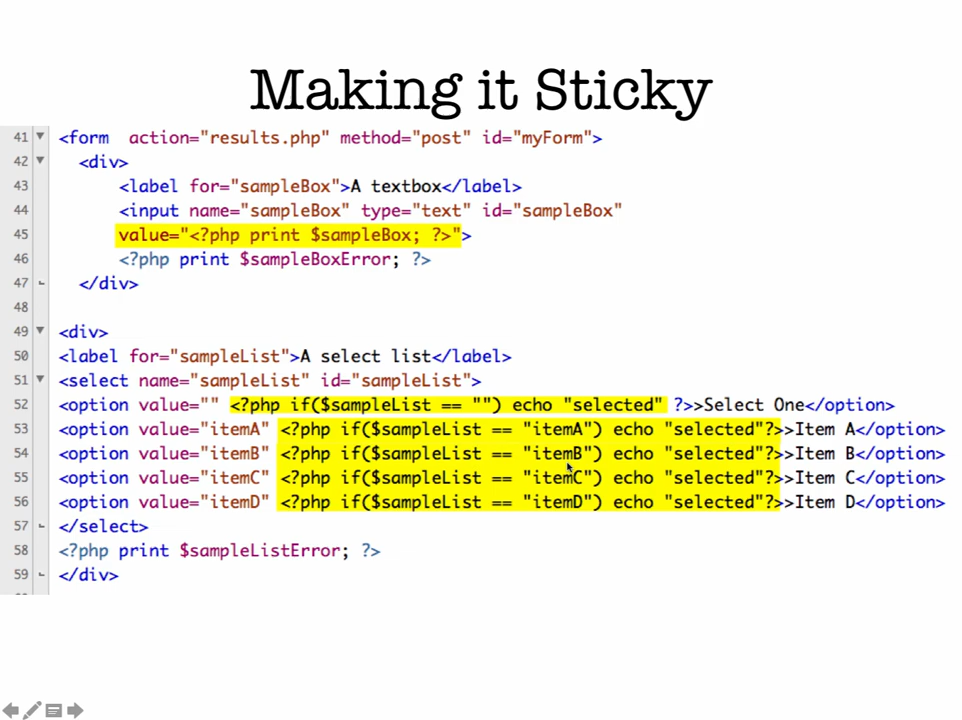 Making it Sticky
41 <form  action="results.php" method="post" id="myForm">
42 <div>
43 <label for="sampleBox">A textbox</label>
44 <input name="sampleBox" type="text" id="sampleBox"
45 value="<?php print $sampleBox; ?>">
46 <?php print $sampleBoxError; ?>
47 </div>
48
49 <div>
50 <label for="sampleList">A select list</label>
51 <select name="sampleList" id="sampleList">
52 <option value="" <?php if($sampleList == "") echo "selected" ?>>Select One</option>
53 <option value="itemA" <?php if($sampleList == "itemA") echo "selected"?>>Item A</option>
54 <option value="itemB" <?php if($sampleList == "itemB") echo "selected"?>>Item B</option>
55 <option value="itemC" <?php if($sampleList == "itemC") echo "selected"?>>Item C</option>
56 <option value="itemD" <?php if($sampleList == "itemD") echo "selected"?>>Item D</option>
57 </select>
58 <?php print $sampleListError; ?>
59 </div>